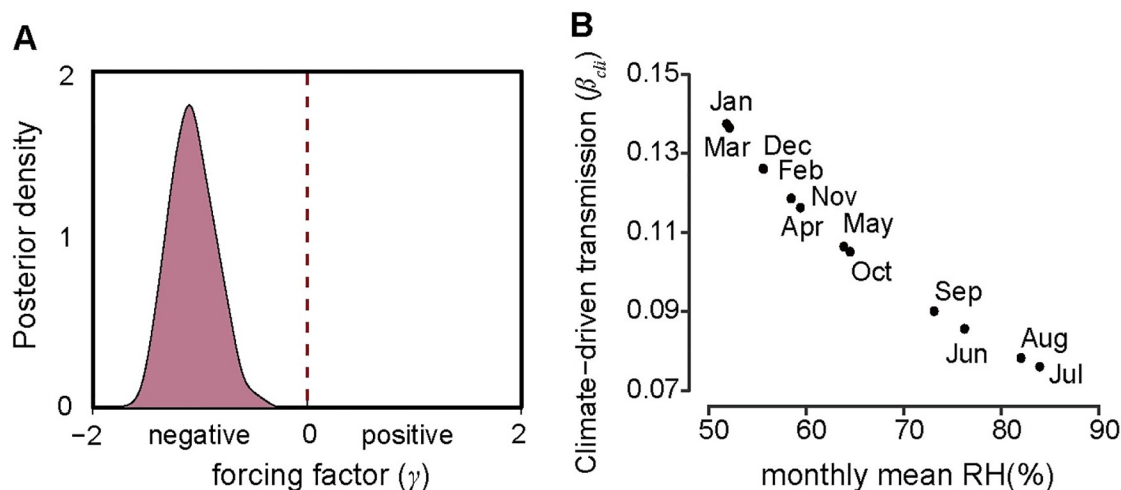 A
2
1
0
Posterior density
−2
negative
0
positive
2
forcing factor (γ)
B
Climate−driven transmission (β_cli)
0.15
0.13
0.11
0.09
0.07
Jan
Mar
Dec
Feb
Nov
Apr
May
Oct
Sep
Jun
Aug
Jul
50
60
70
80
90
monthly mean RH(%)